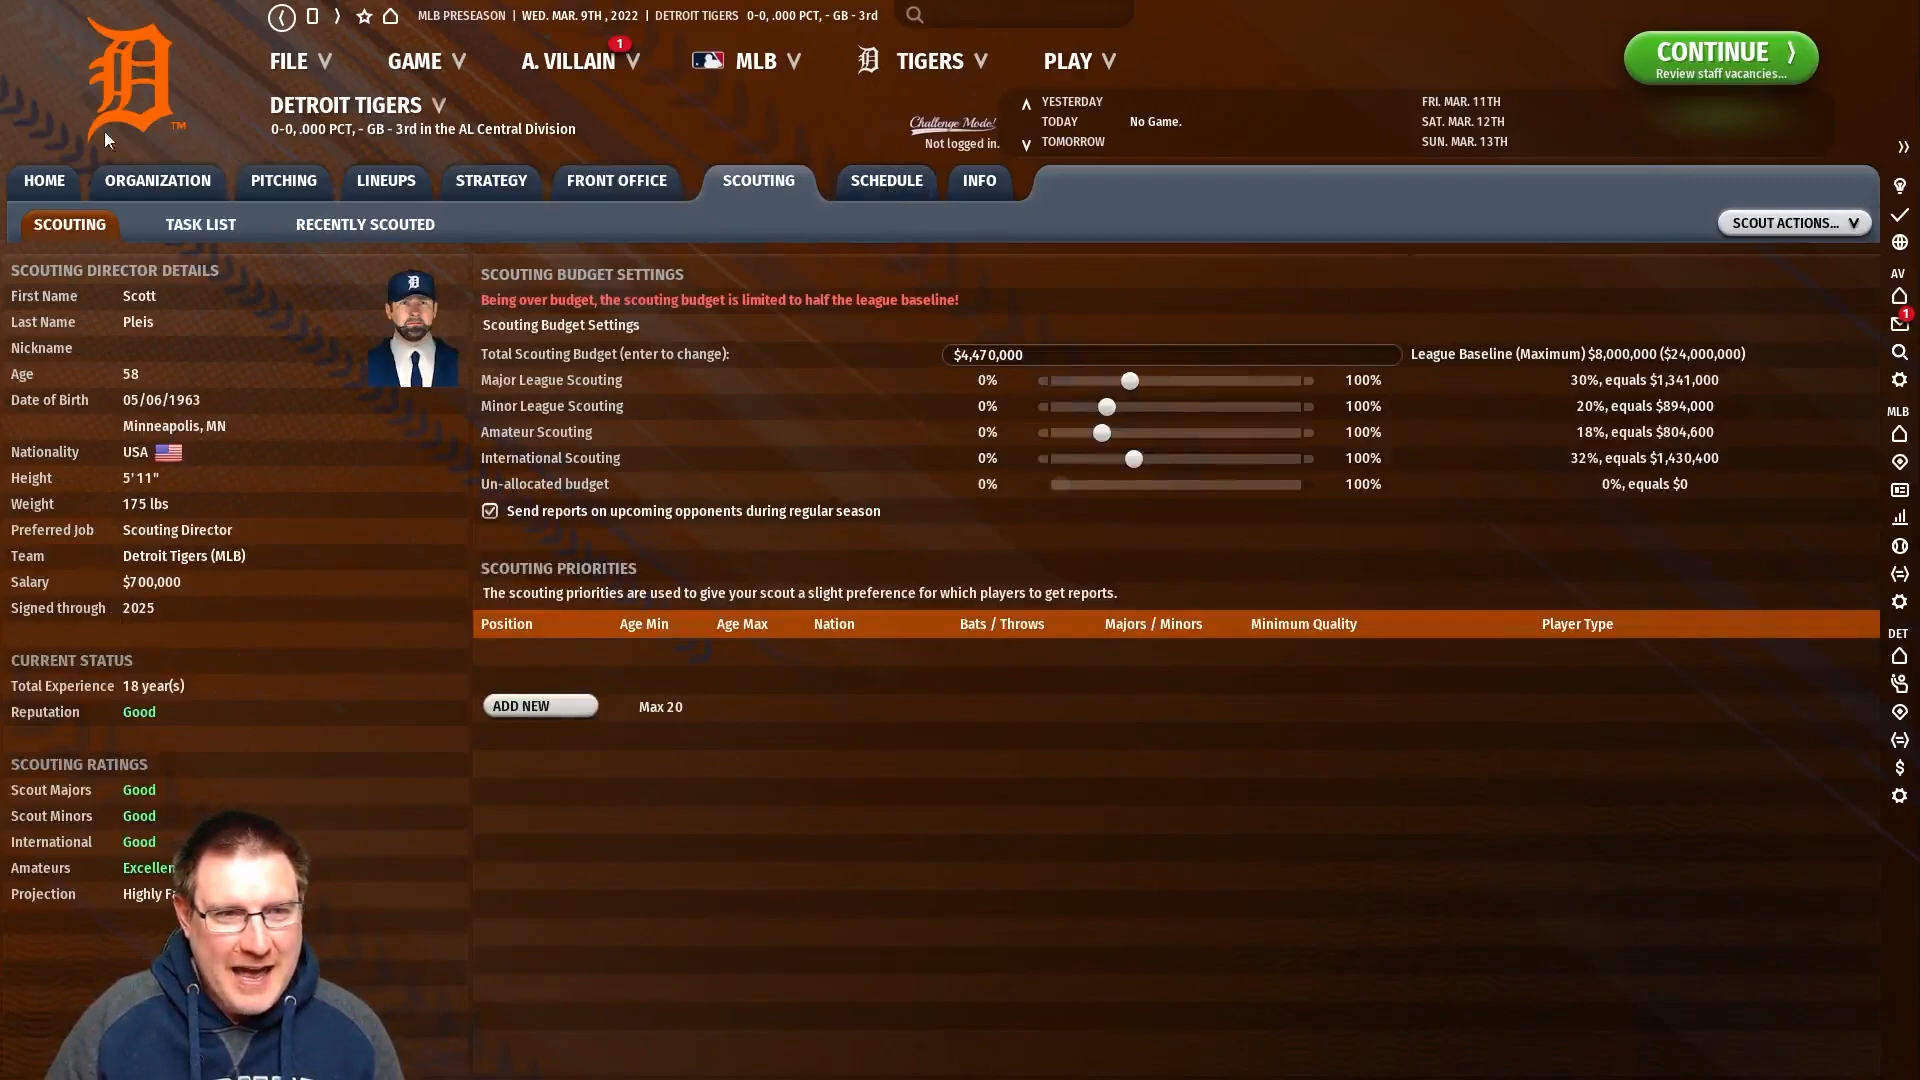 MLB PRESEASON | WED. MAR. 9TH , 2022 | DETROIT TIGERS 0-0, .000 PCT, - GB - 3rd
FILE GAME A. VILLAIN 1 MLB TIGERS PLAY
CONTINUE
Review staff vacancies...
DETROIT TIGERS
0-0, .000 PCT, - GB - 3rd in the AL Central Division
D TM
Challenge Mode!
Not logged in.
YESTERDAY FRI. MAR. 11TH
TODAY No Game. SAT. MAR. 12TH
TOMORROW SUN. MAR. 13TH
HOME ORGANIZATION PITCHING LINEUPS STRATEGY FRONT OFFICE SCOUTING SCHEDULE INFO
SCOUTING TASK LIST RECENTLY SCOUTED SCOUT ACTIONS...
SCOUTING DIRECTOR DETAILS
First Name Scott
Last Name Pleis
Nickname
Age 58
Date of Birth 05/06/1963
Minneapolis, MN
Nationality USA
Height 5' 11"
Weight 175 lbs
Preferred Job Scouting Director
Team Detroit Tigers (MLB)
Salary $700,000
Signed through 2025
CURRENT STATUS
Total Experience 18 year(s)
Reputation Good
SCOUTING RATINGS
Scout Majors Good
Scout Minors Good
International Good
Amateurs
Projection Highly
SCOUTING BUDGET SETTINGS
Being over budget, the scouting budget is limited to half the league baseline!
Scouting Budget Settings
Total Scouting Budget (enter to change): $4,470,000 League Baseline (Maximum) $8,000,000 ($24,000,000)
Major League Scouting 0% 100% 30%, equals $1,341,000
Minor League Scouting 0% 100% 20%, equals $894,000
Amateur Scouting 0% 100% 18%, equals $804,600
International Scouting 0% 100% 32%, equals $1,430,400
Un-allocated budget 0% 100% 0%, equals $0
Send reports on upcoming opponents during regular season
SCOUTING PRIORITIES
The scouting priorities are used to give your scout a slight preference for which players to get reports.
Position Age Min Age Max Nation Bats / Throws Majors / Minors Minimum Quality Player Type
ADD NEW Max 20
AV
1
MLB
DET
$